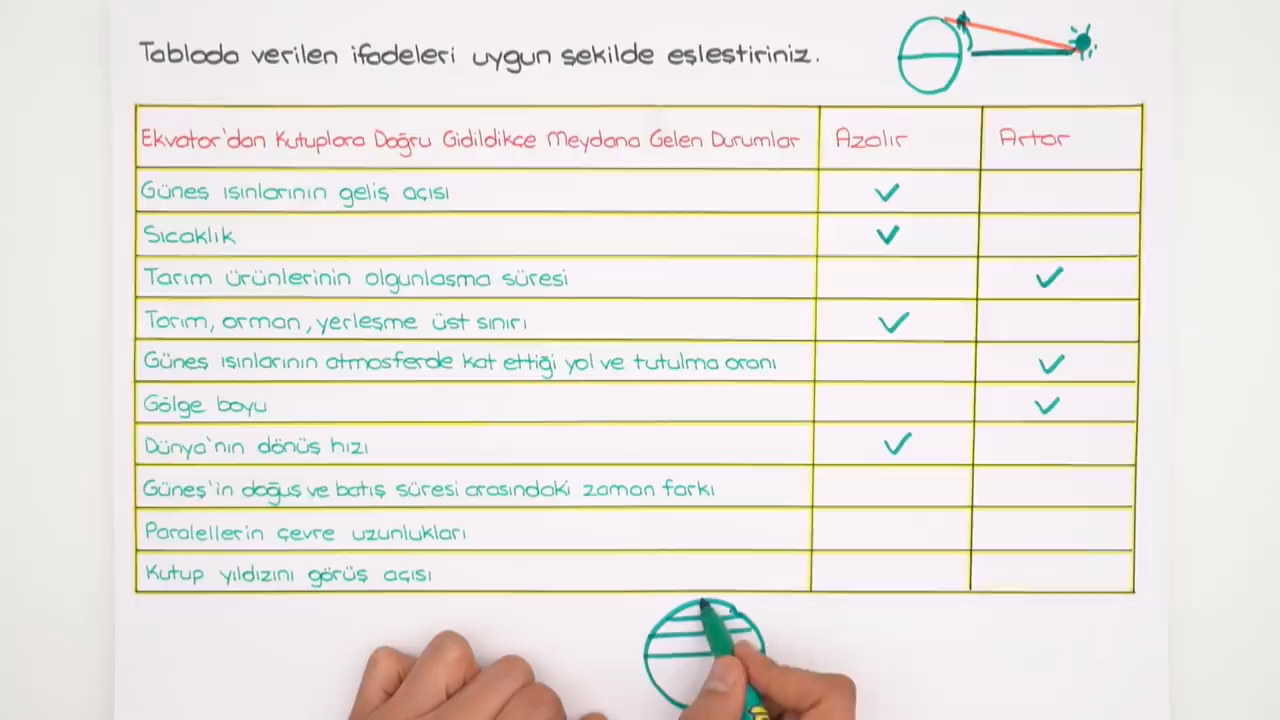 Tabloda verilen ifadeleri uygun şekilde eşleştiriniz.
Ekvator'dan Kutuplara Doğru Gidildikçe Meydana Gelen Durumlar Azalır Artar
Güneş ışınlarının geliş açısı ✓
Sıcaklık ✓
Tarım ürünlerinin olgunlaşma süresi ✓
Tarım, orman, yerleşme üst sınırı ✓
Güneş ışınlarının atmosferde kat ettiği yol ve tutulma oranı ✓
Gölge boyu ✓
Dünya'nın dönüş hızı ✓
Güneş'in doğuş ve batış süresi arasındaki zaman farkı
Paralellerin çevre uzunlukları
Kutup yıldızını görüş açısı